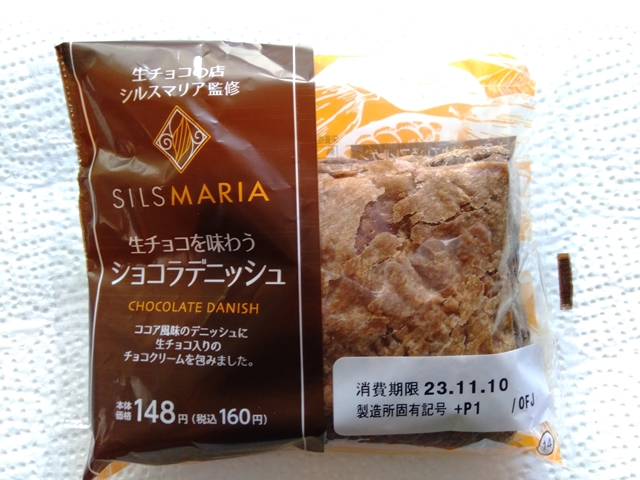 生チョコの店
シルスマリア監修
SILSMARIA
生チョコを味わう
ショコラデニッシュ
CHOCOLATE DANISH
ココア風味のデニッシュに
生チョコ入りの
チョコクリームを包みました。
本体価格148円(税込160円)
消費期限 23.11.10
製造所固有記号 +P1 /OFJ